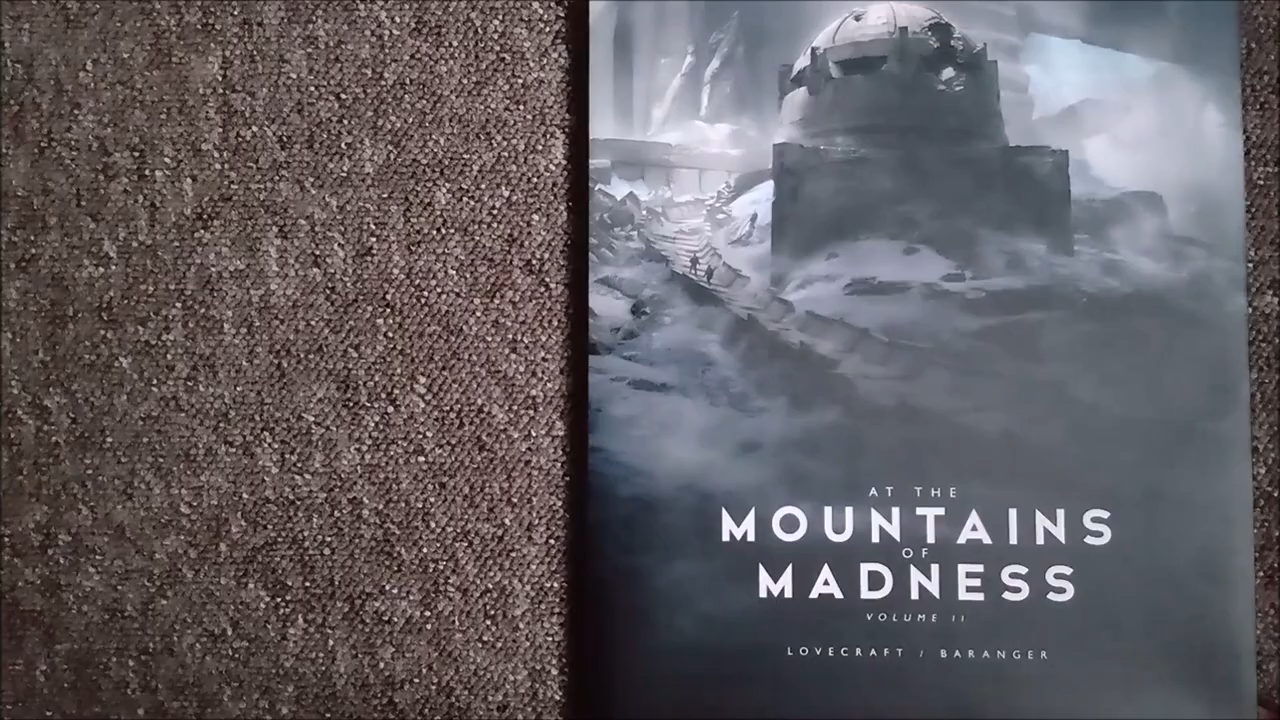 AT THE
MOUNTAINS
OF
MADNESS
VOLUME II
LOVECRAFT / BARANGER